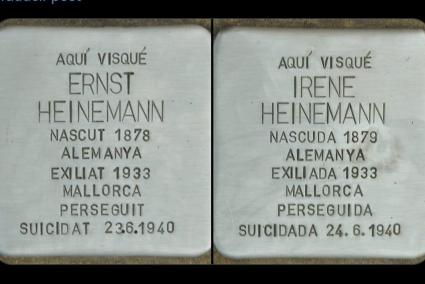 AQUÍ VISQUÉ
ERNST
HEINEMANN
NASCUT 1878
ALEMANYA
EXILIAT 1933
MALLORCA
PERSEGUIT
SUICIDAT 23.6.1940
AQUÍ VISQUÉ
IRENE
HEINEMANN
NASCUDA 1879
ALEMANYA
EXILIADA 1933
MALLORCA
PERSEGUIDA
SUICIDADA 24.6.1940